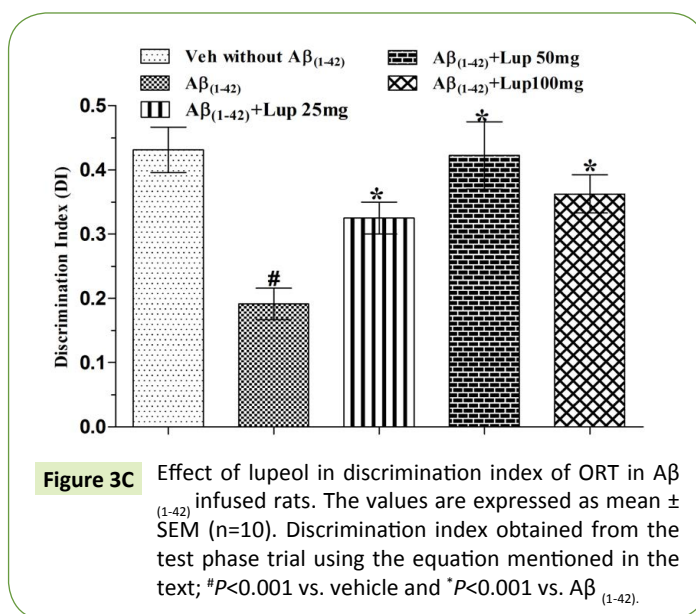 Veh without Aβ(1-42)
Aβ(1-42)
Aβ(1-42)+Lup 25mg
Aβ(1-42)+Lup 50mg
Aβ(1-42)+Lup100mg
Discrimination Index (DI)
0.5
0.4
0.3
0.2
0.1
0.0
#
*
*
*
Figure 3C
Effect of lupeol in discrimination index of ORT in Aβ
(1-42) infused rats. The values are expressed as mean ±
SEM (n=10). Discrimination index obtained from the
test phase trial using the equation mentioned in the
text; #P<0.001 vs. vehicle and *P<0.001 vs. Aβ (1-42).